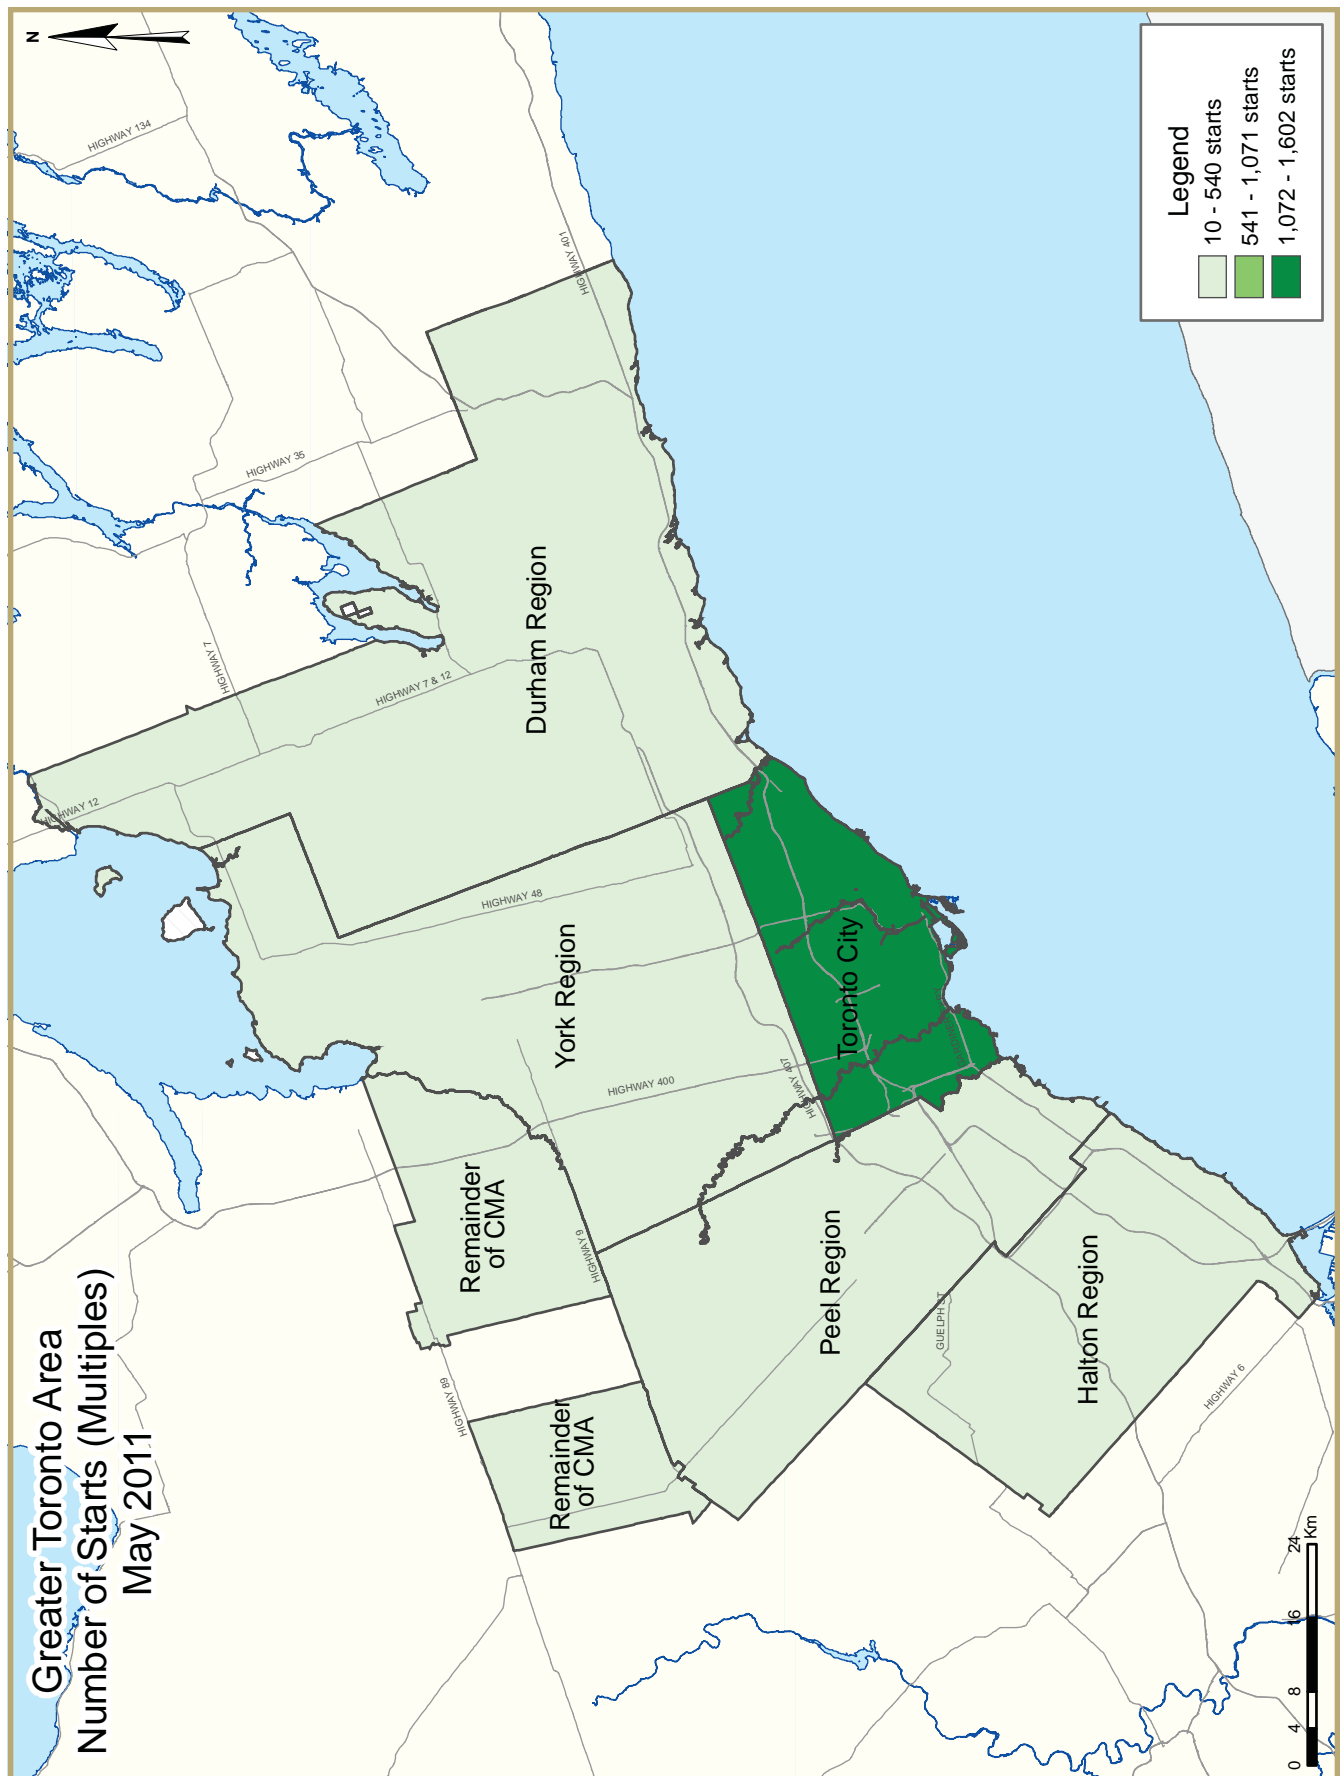 Greater Toronto Area
Number of Starts (Multiples)
May 2011
N
HIGHWAY 134
HIGHWAY 401
HIGHWAY 35
HIGHWAY 7
HIGHWAY 7 & 12
HIGHWAY 12
Durham Region
HIGHWAY 48
York Region
HIGHWAY 400
HIGHWAY 407
Toronto City
Remainder
of CMA
HIGHWAY 9
HIGHWAY 89
Remainder
of CMA
Peel Region
GUELPH ST
Halton Region
HIGHWAY 6
Legend
10 - 540 starts
541 - 1,071 starts
1,072 - 1,602 starts
0 4 8 16 24
Km